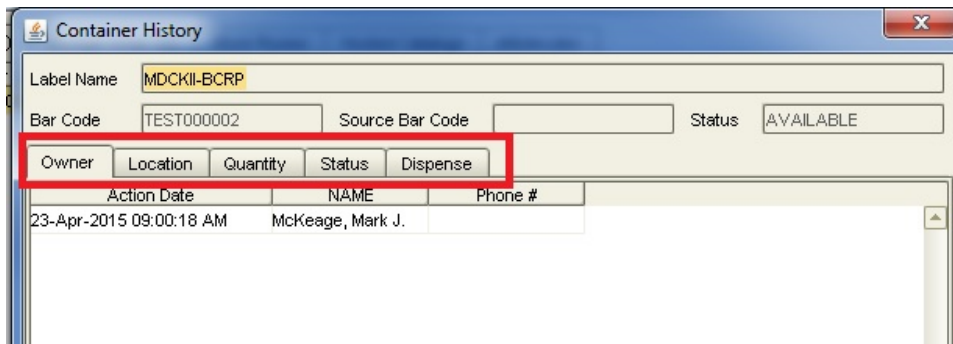 Container History
Label Name MDCKII-BCRP
Bar Code TEST000002 Source Bar Code Status AVAILABLE
Owner Location Quantity Status Dispense
Action Date NAME Phone #
23-Apr-2015 09:00:18 AM McKeage, Mark J.